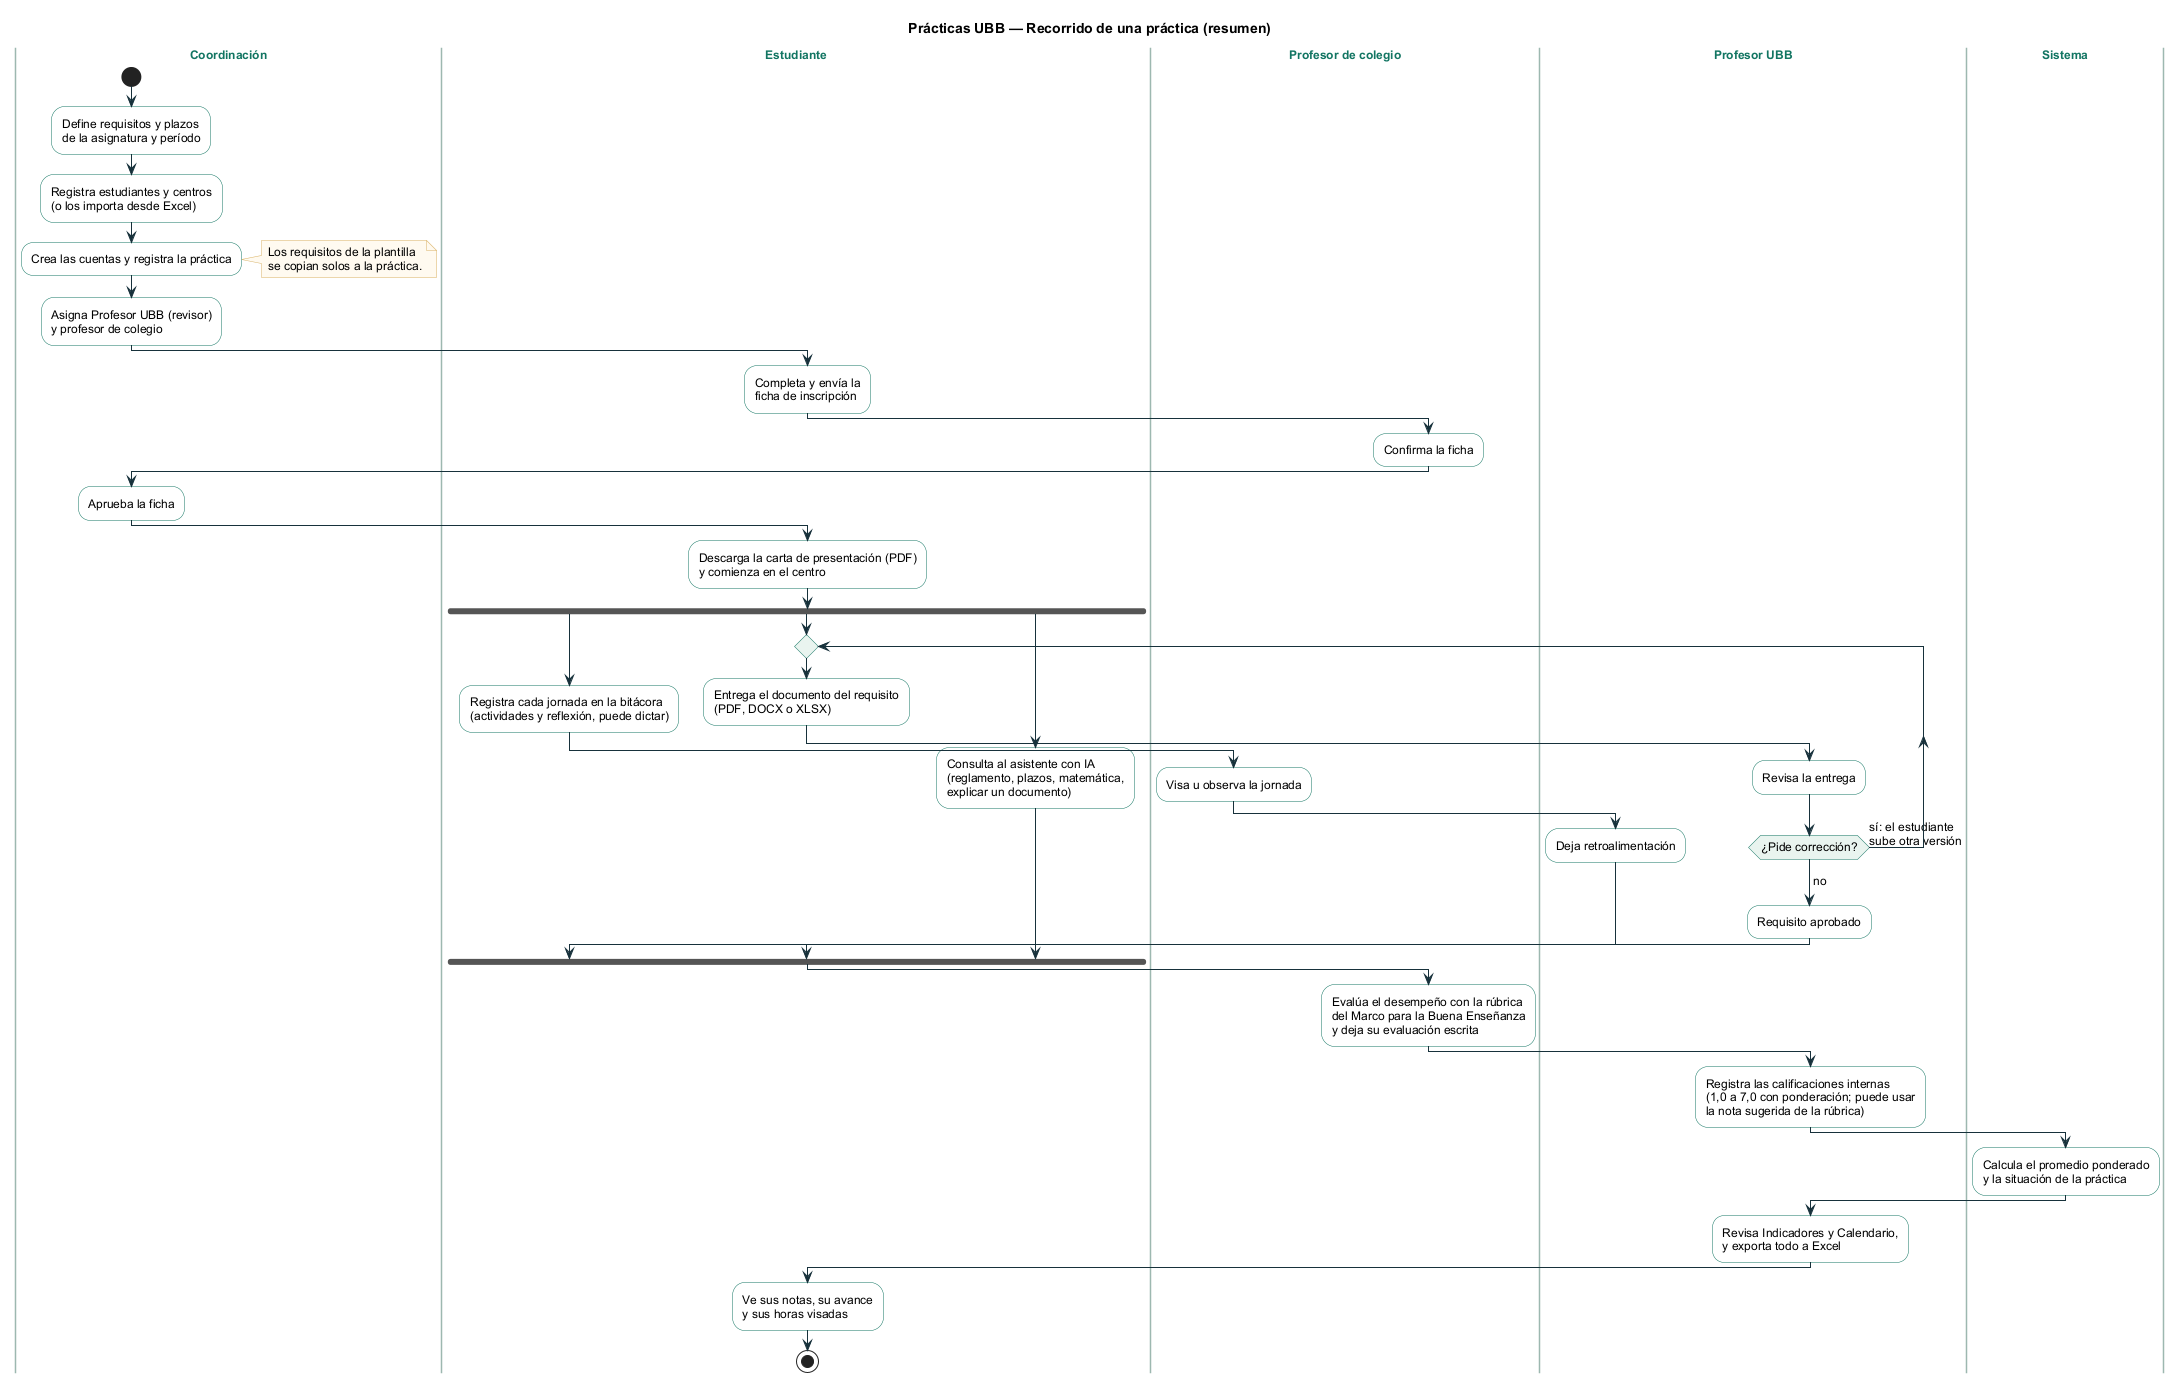 Prácticas UBB — Recorrido de una práctica (resumen)
Coordinación
Estudiante
Profesor de colegio
Profesor UBB
Sistema
Define requisitos y plazos
de la asignatura y período
Registra estudiantes y centros
(o los importa desde Excel)
Crea las cuentas y registra la práctica
Los requisitos de la plantilla
se copian solos a la práctica.
Asigna Profesor UBB (revisor)
y profesor de colegio
Completa y envía la
ficha de inscripción
Confirma la ficha
Aprueba la ficha
Descarga la carta de presentación (PDF)
y comienza en el centro
Registra cada jornada en la bitácora
(actividades y reflexión, puede dictar)
Entrega el documento del requisito
(PDF, DOCX o XLSX)
Consulta al asistente con IA
(reglamento, plazos, matemática,
explicar un documento)
Visa u observa la jornada
Revisa la entrega
Deja retroalimentación
¿Pide corrección?
sí: el estudiante
sube otra versión
no
Requisito aprobado
Evalúa el desempeño con la rúbrica
del Marco para la Buena Enseñanza
y deja su evaluación escrita
Registra las calificaciones internas
(1,0 a 7,0 con ponderación; puede usar
la nota sugerida de la rúbrica)
Calcula el promedio ponderado
y la situación de la práctica
Revisa Indicadores y Calendario,
y exporta todo a Excel
Ve sus notas, su avance
y sus horas visadas